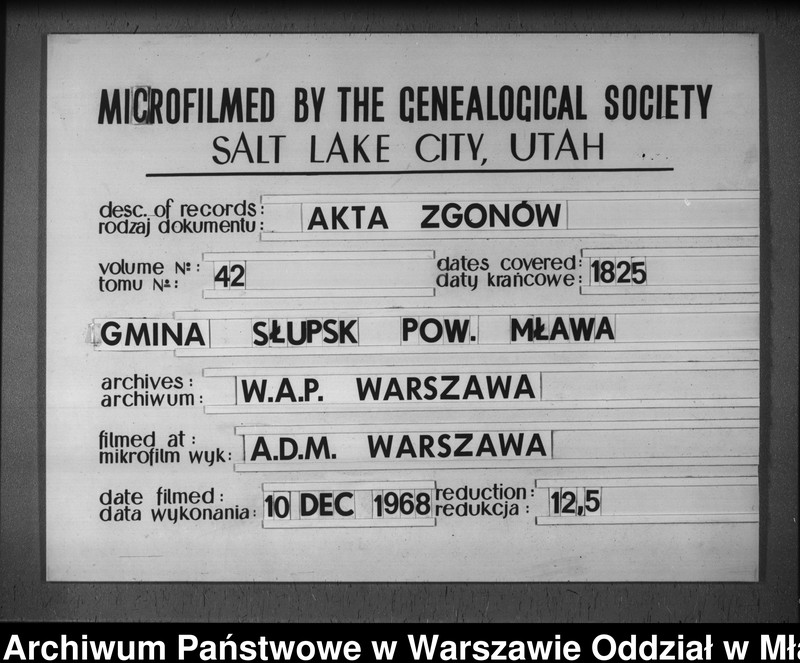 MICROFILMED BY THE GENEALOGICAL SOCIETY
SALT LAKE CITY, UTAH
desc. of records:
rodzaj dokumentu: AKTA ZGONÓW
volume №:
tomu №: 42
dates covered:
daty krańcowe: 1825
GMINA SŁUPSK POW. MŁAWA
archives:
archiwum: W.A.P. WARSZAWA
filmed at:
mikrofilm wyk: A.D.M. WARSZAWA
date filmed:
data wykonania: 10 DEC 1968
reduction:
redukcja: 12,5
Archiwum Państwowe w Warszawie Oddział w Mła